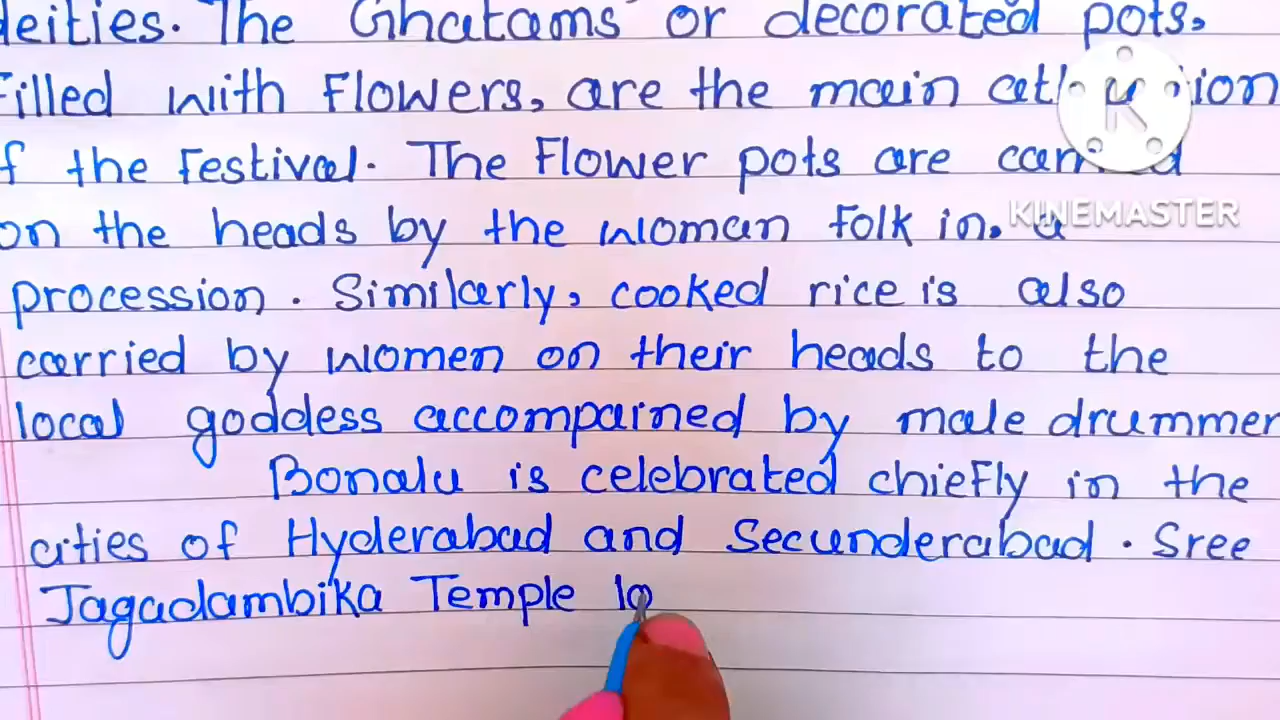 deities. The Ghatams or decorated pots,
filled with flowers, are the main
f the festival. The Flower pots are
on the heads by the woman folk in. a
procession. Similarly, cooked rice is also
carried by women on their heads to the
local goddess accompained by male drummer
Bonalu is celebrated chiefly in the
cities of Hyderabad and Secunderabad. Sree
Jagadambika Temple lo
K
KINEMASTER